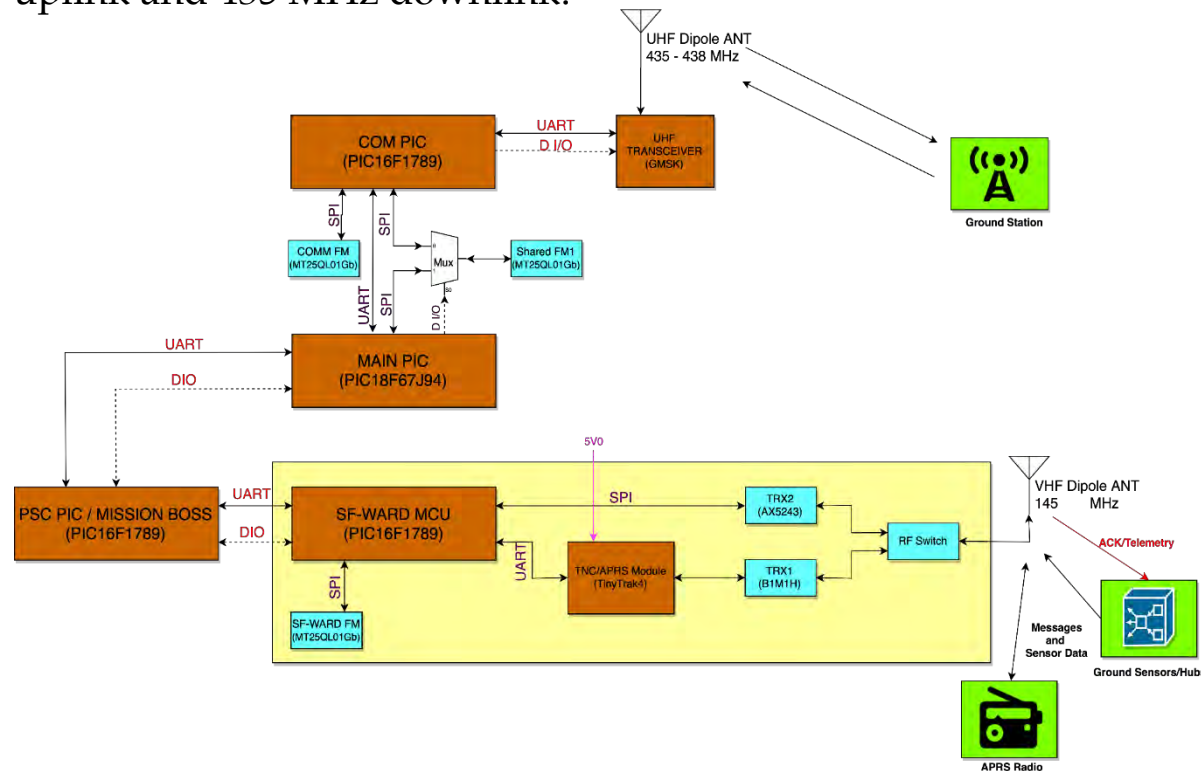 uplink and 435 MHz downlink.
UHF Dipole ANT
435 - 438 MHz
COM PIC
(PIC16F1789)
UART
D I/O
UHF
TRANSCEIVER
(GMSK)
Ground Station
SPI
UART
SPI
SPI
COMM FM
(MT25QL01Gb)
0
1
Mux
S0
D I/O
Shared FM1
(MT25QL01Gb)
MAIN PIC
(PIC18F67J94)
UART
DIO
5V0
PSC PIC / MISSION BOSS
(PIC16F1789)
UART
DIO
SF-WARD MCU
(PIC16F1789)
SPI
UART
SPI
SF-WARD FM
(MT25QL01Gb)
TNC/APRS Module
(TinyTrak4)
TRX2
(AX5243)
TRX1
(B1M1H)
RF Switch
VHF Dipole ANT
145 MHz
ACK/Telemetry
Messages
and
Sensor Data
Ground Sensors/Hub
APRS Radio